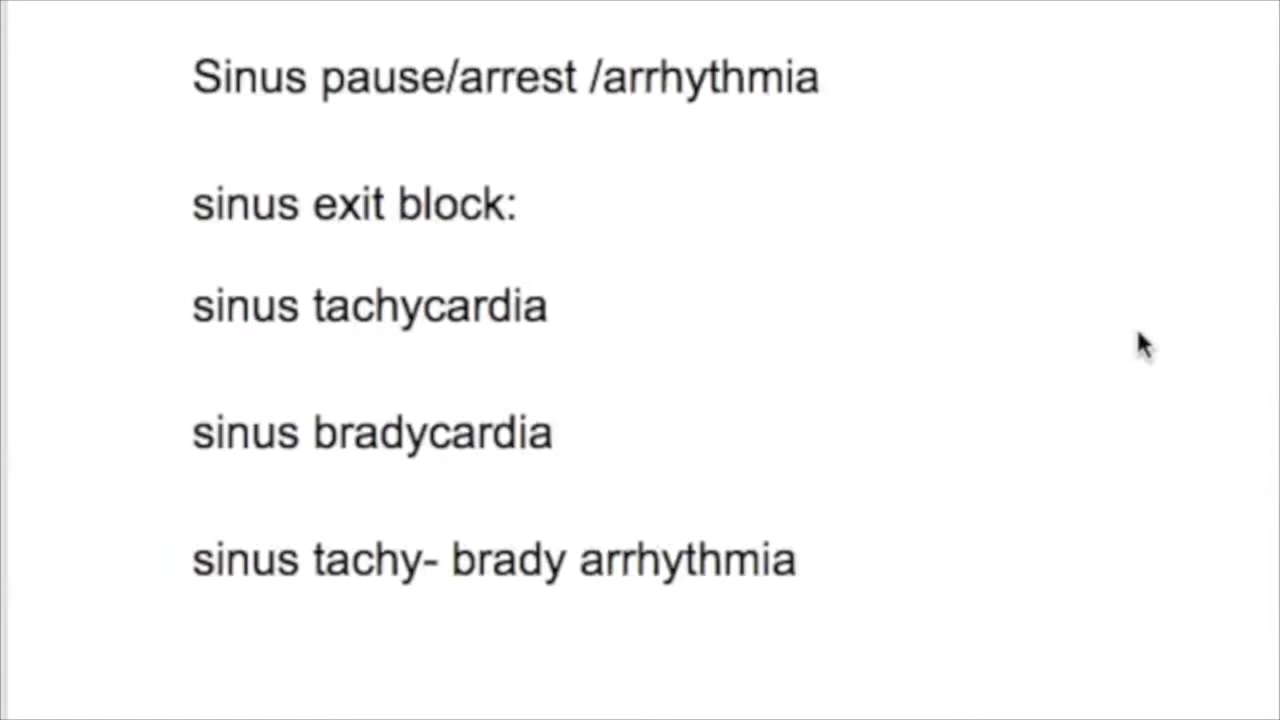 Sinus pause/arrest /arrhythmia
sinus exit block:
sinus tachycardia
sinus bradycardia
sinus tachy- brady arrhythmia